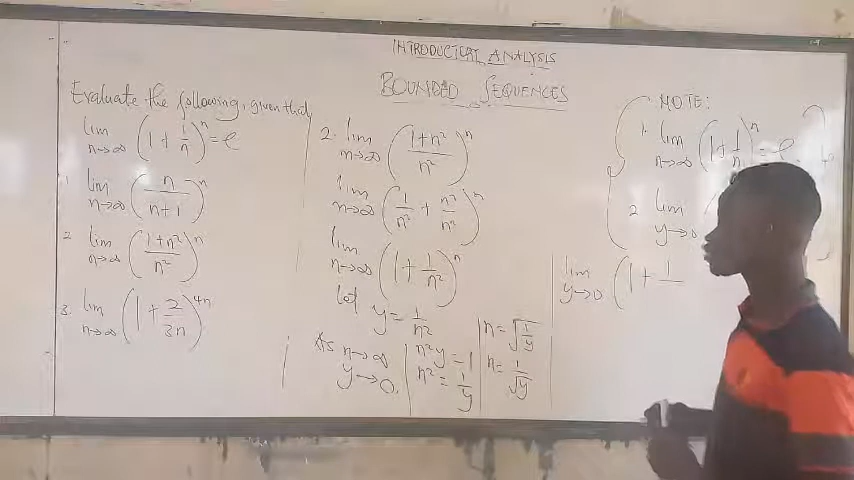 INTRODUCTORY ANALYSIS
BOUNDED SEQUENCES
Evaluate the following, given that
lim n→∞ (1 + 1/n)^n = e
1. lim n→∞ (n/(n+1))^n
2. lim n→∞ ((1+n²)/n²)^n
3. lim n→∞ (1 + 2/3n)^4n
2. lim n→∞ ((1+n²)/n²)^n
lim n→∞ (1/n² + n²/n²)^n
lim n→∞ (1 + 1/n²)^n
let y = 1/n²
As n→∞
y→0.
n²y = 1
n² = 1/y
n = √(1/y)
n = 1/√y
NOTE:
1. lim n→∞ (1 + 1/n)^n = e
2 lim y→0 (
lim y→0 (1 + 1/